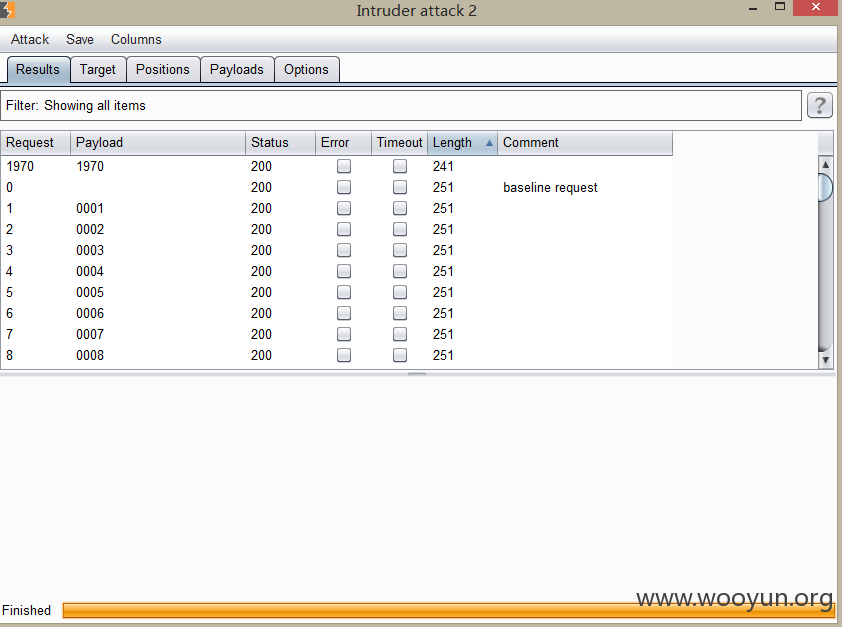 Intruder attack 2
Attack Save Columns
Results Target Positions Payloads Options
Filter: Showing all items
?
Request Payload Status Error Timeout Length Comment
1970 1970 200 241
0 200 251 baseline request
1 0001 200 251
2 0002 200 251
3 0003 200 251
4 0004 200 251
5 0005 200 251
6 0006 200 251
7 0007 200 251
8 0008 200 251
www.wooyun.org
Finished